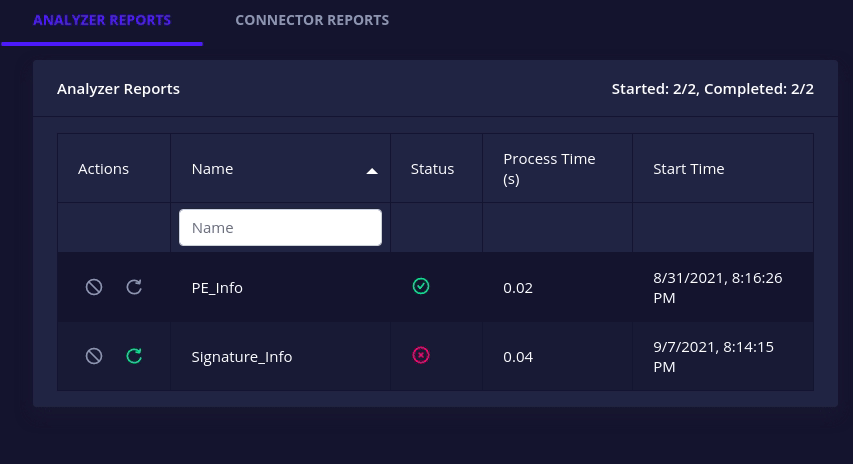 ANALYZER REPORTS
CONNECTOR REPORTS
Analyzer Reports
Started: 2/2, Completed: 2/2
Actions
Name
Status
Process Time
(s)
Start Time
Name
PE_Info
0.02
8/31/2021, 8:16:26
PM
Signature_Info
0.04
9/7/2021, 8:14:15
PM